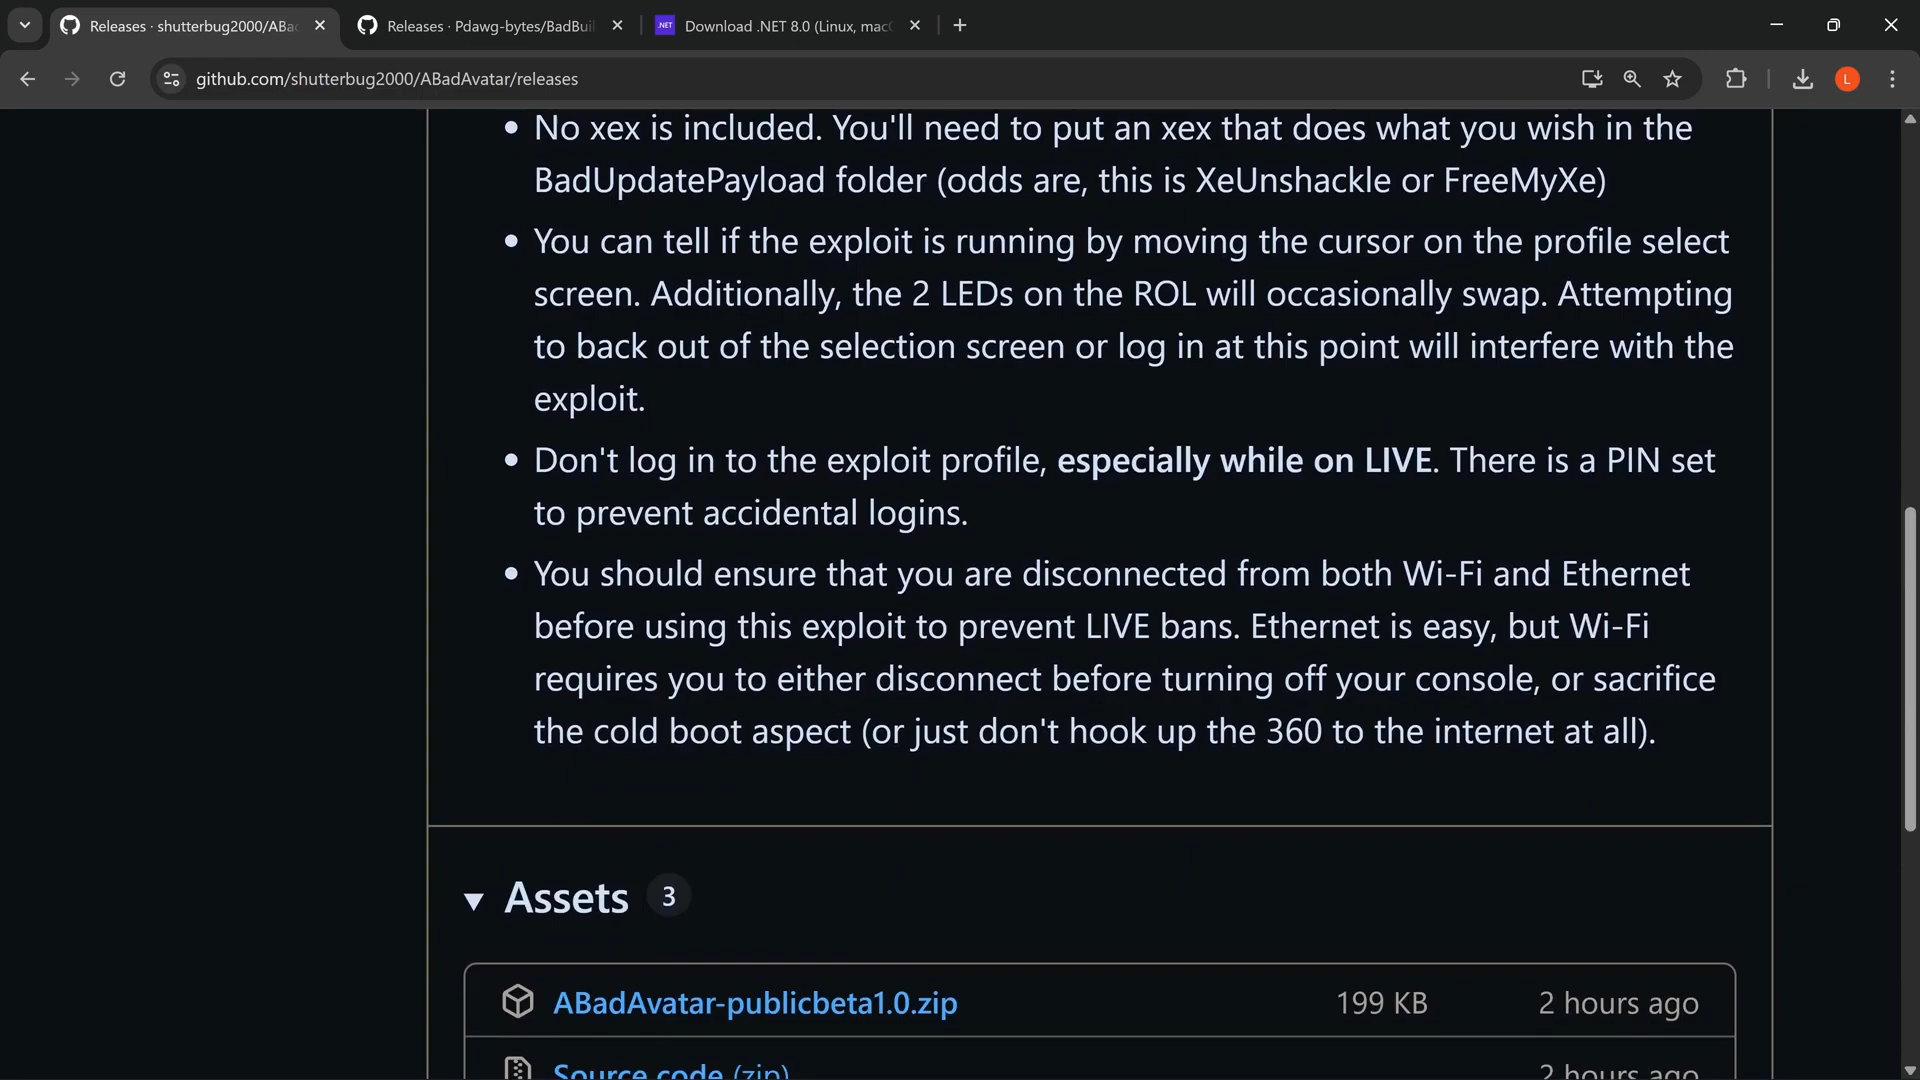 Releases · shutterbug2000/ABa
Releases · Pdawg-bytes/BadBui
.NET
Download .NET 8.0 (Linux, mac
github.com/shutterbug2000/ABadAvatar/releases
L
• No xex is included. You'll need to put an xex that does what you wish in the
BadUpdatePayload folder (odds are, this is XeUnshackle or FreeMyXe)
• You can tell if the exploit is running by moving the cursor on the profile select
screen. Additionally, the 2 LEDs on the ROL will occasionally swap. Attempting
to back out of the selection screen or log in at this point will interfere with the
exploit.
• Don't log in to the exploit profile, especially while on LIVE. There is a PIN set
to prevent accidental logins.
• You should ensure that you are disconnected from both Wi-Fi and Ethernet
before using this exploit to prevent LIVE bans. Ethernet is easy, but Wi-Fi
requires you to either disconnect before turning off your console, or sacrifice
the cold boot aspect (or just don't hook up the 360 to the internet at all).
Assets 3
ABadAvatar-publicbeta1.0.zip 199 KB 2 hours ago
Source code (zip) 2 hours ago